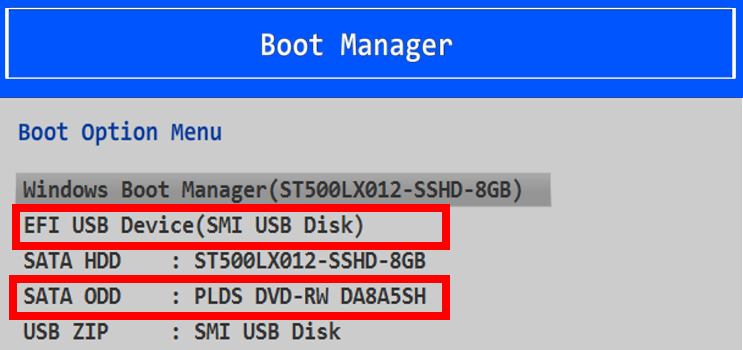 Boot Manager
Boot Option Menu
Windows Boot Manager(ST500LX012-SSHD-8GB)
EFI USB Device(SMI USB Disk)
SATA HDD : ST500LX012-SSHD-8GB
SATA ODD : PLDS DVD-RW DA8A5SH
USB ZIP : SMI USB Disk